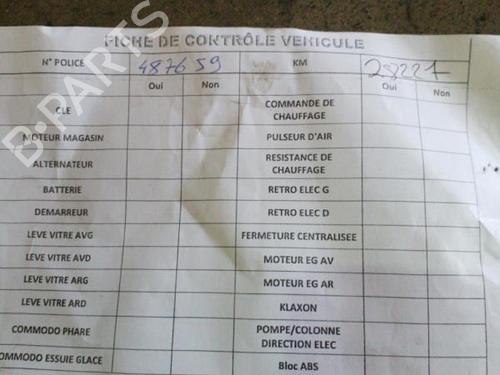 FICHE DE CONTRÔLE VEHICULE
N° POLICE 487659 KM 28221
Oui Non Oui Non
CLE COMMANDE DE CHAUFFAGE
MOTEUR MAGASIN PULSEUR D'AIR
ALTERNATEUR RESISTANCE DE CHAUFFAGE
BATTERIE RETRO ELEC G
DEMARREUR RETRO ELEC D
LEVE VITRE AVG FERMETURE CENTRALISEE
LEVE VITRE AVD MOTEUR EG AV
LEVE VITRE ARG MOTEUR EG AR
LEVE VITRE ARD KLAXON
COMMODO PHARE POMPE/COLONNE DIRECTION ELEC
COMMODO ESSUIE GLACE Bloc ABS
B-PARTS